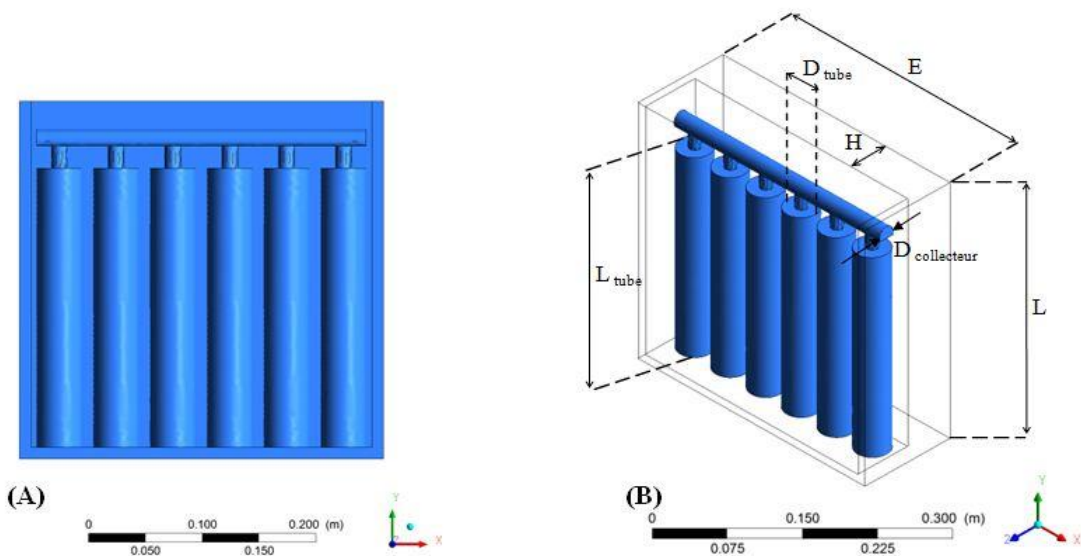 E
D tube
H
D collecteur
L tube
L
(A)
0 0.100 0.200 (m)
0.050 0.150
Y
Z X
(B)
0 0.150 0.300 (m)
0.075 0.225
Y
Z X